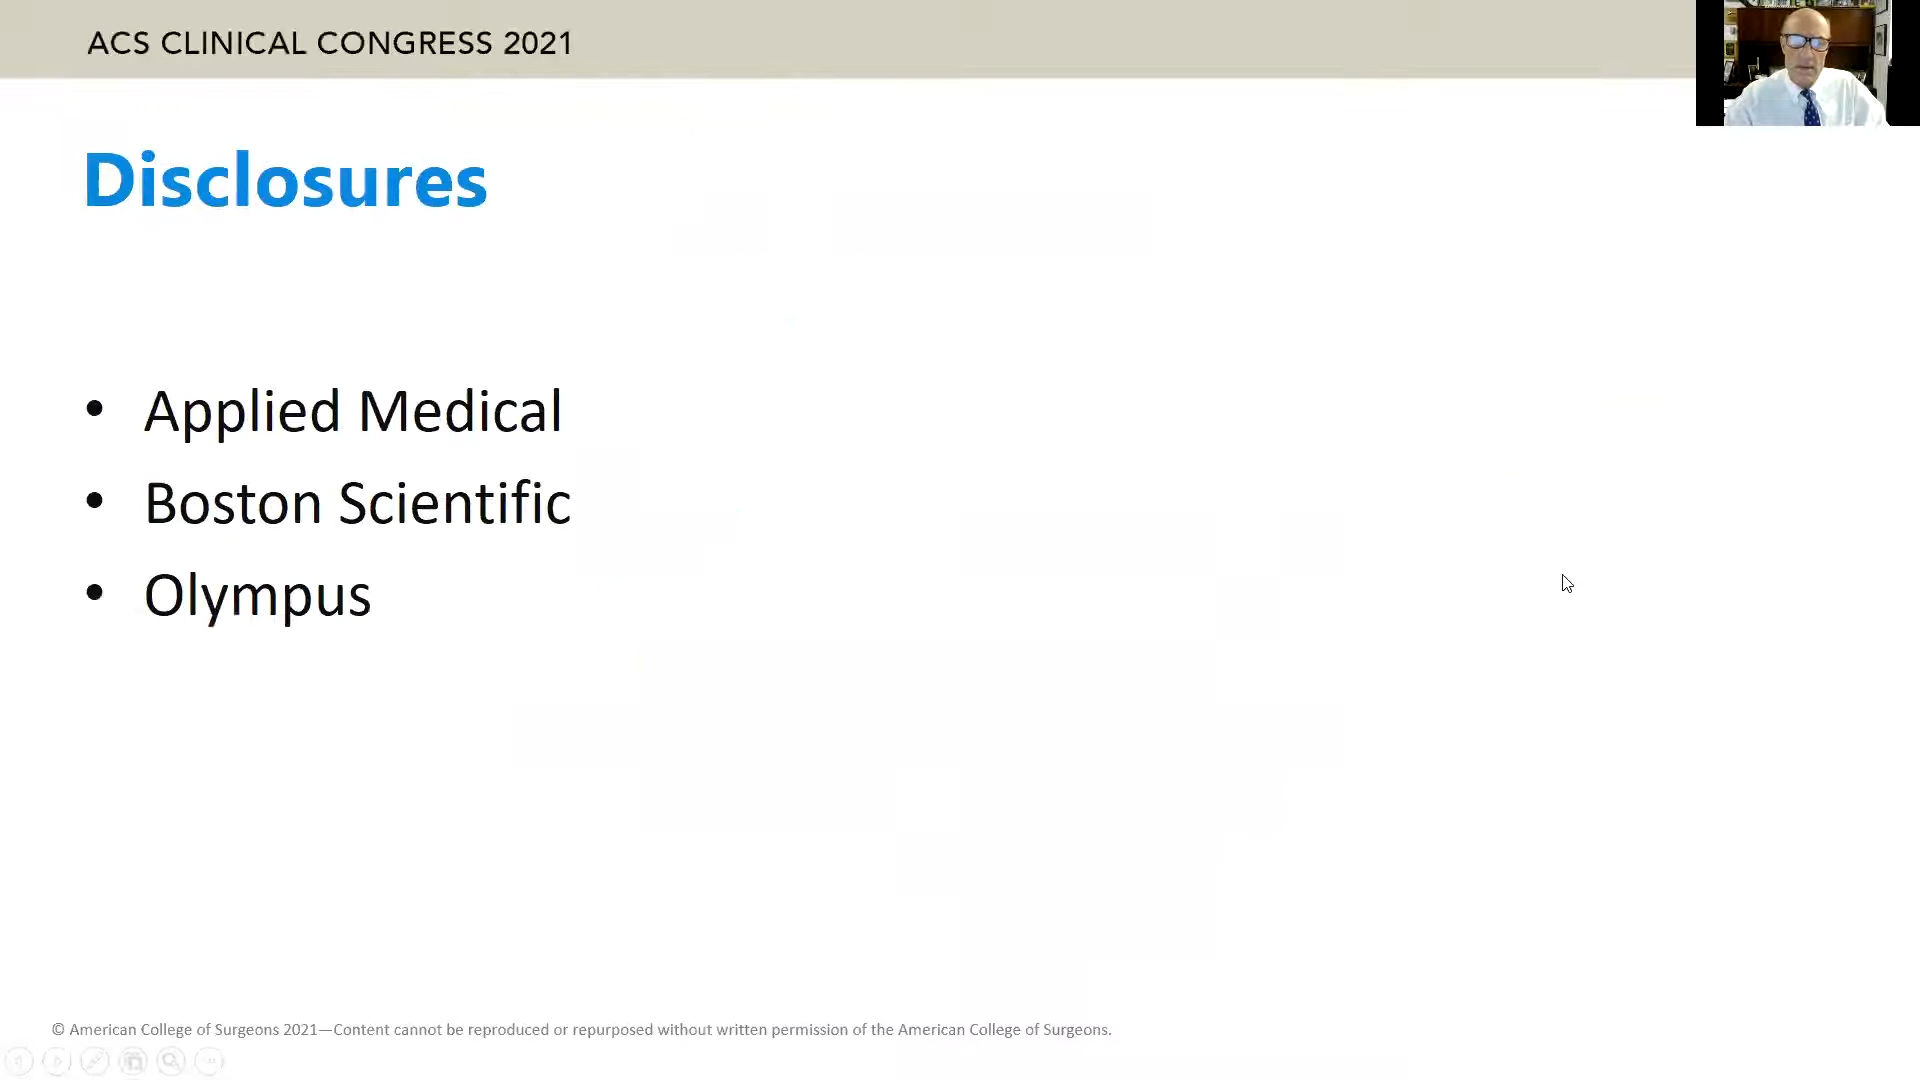 ACS CLINICAL CONGRESS 2021
Disclosures
• Applied Medical
• Boston Scientific
• Olympus
© American College of Surgeons 2021—Content cannot be reproduced or repurposed without written permission of the American College of Surgeons.